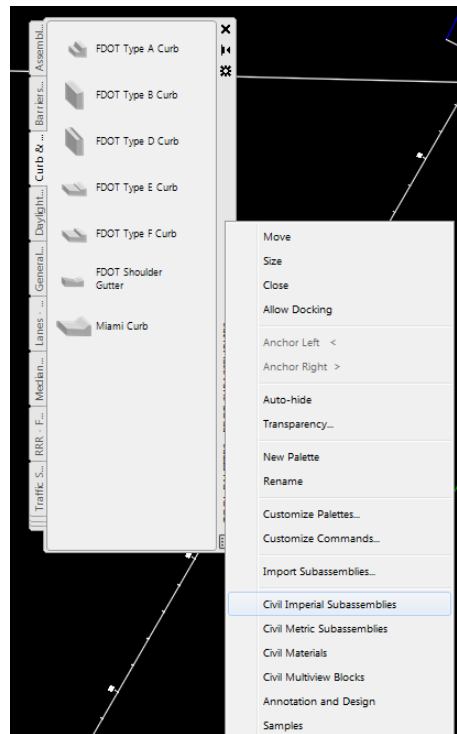 Assembl...
Barriers...
Curb & ...
Daylight...
General...
Lanes - ...
Median...
RRR - F...
Traffic S...
FDOT Type A Curb
FDOT Type B Curb
FDOT Type D Curb
FDOT Type E Curb
FDOT Type F Curb
FDOT Shoulder
Gutter
Miami Curb
Move
Size
Close
Allow Docking
Anchor Left <
Anchor Right >
Auto-hide
Transparency...
New Palette
Rename
Customize Palettes...
Customize Commands...
Import Subassemblies...
Civil Imperial Subassemblies
Civil Metric Subassemblies
Civil Materials
Civil Multiview Blocks
Annotation and Design
Samples